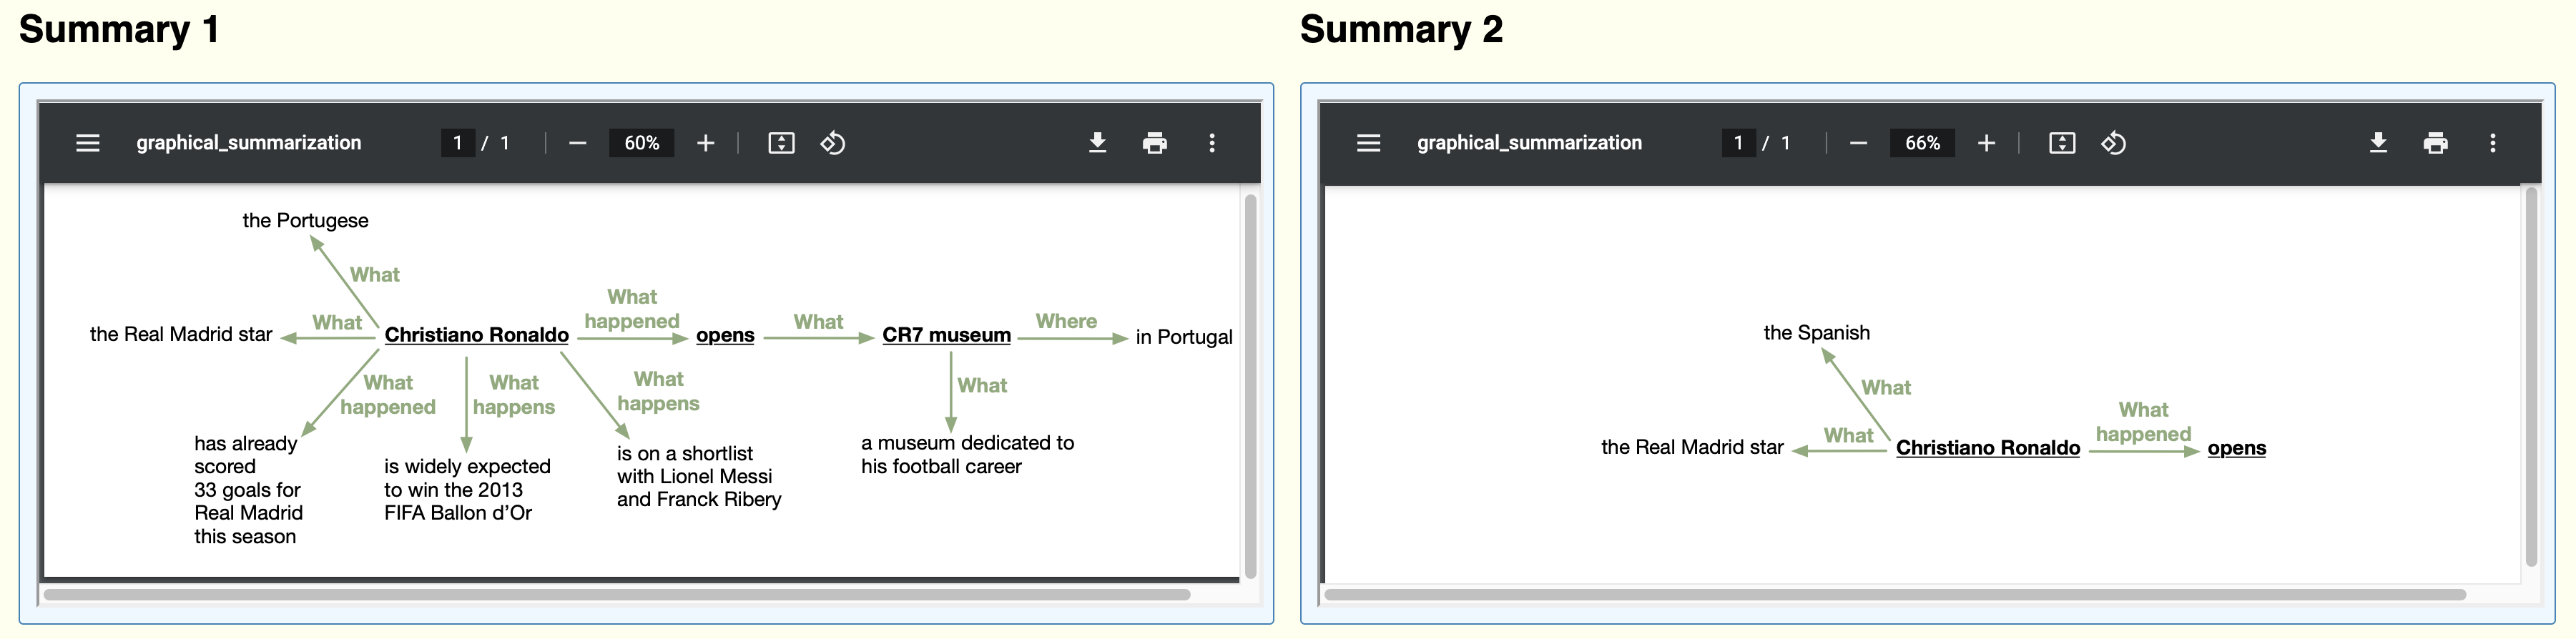 Summary 1
graphical_summarization
1 / 1
60%
the Portugese
What
What
happened
the Real Madrid star
What
Christiano Ronaldo
opens
What
CR7 museum
Where
in Portugal
What
happened
What
happens
What
happens
What
has already
scored
33 goals for
Real Madrid
this season
is widely expected
to win the 2013
FIFA Ballon d'Or
is on a shortlist
with Lionel Messi
and Franck Ribery
a museum dedicated to
his football career
Summary 2
graphical_summarization
1 / 1
66%
the Spanish
What
What
happened
the Real Madrid star
What
Christiano Ronaldo
opens